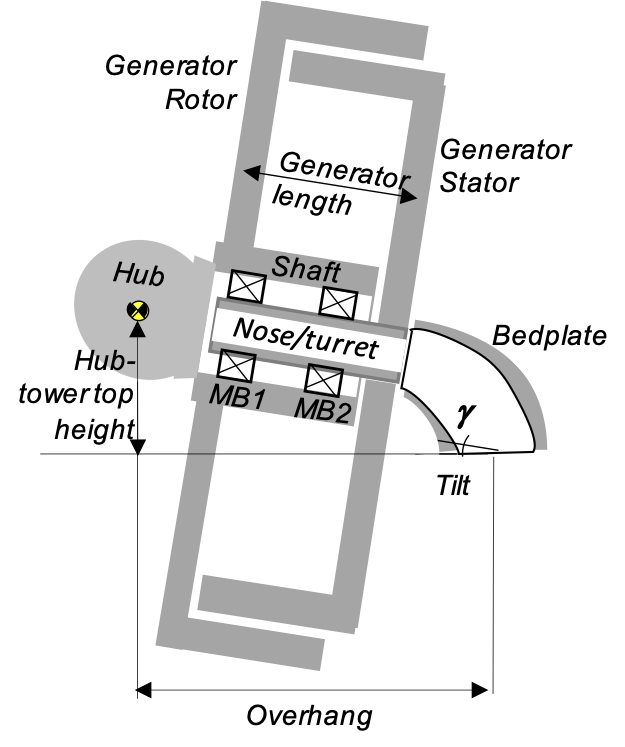 Generator
Rotor
Generator
length
Generator
Stator
Hub
Shaft
Nose/turret
Bedplate
Hub-
tower top
height
MB1
MB2
γ
Tilt
Overhang